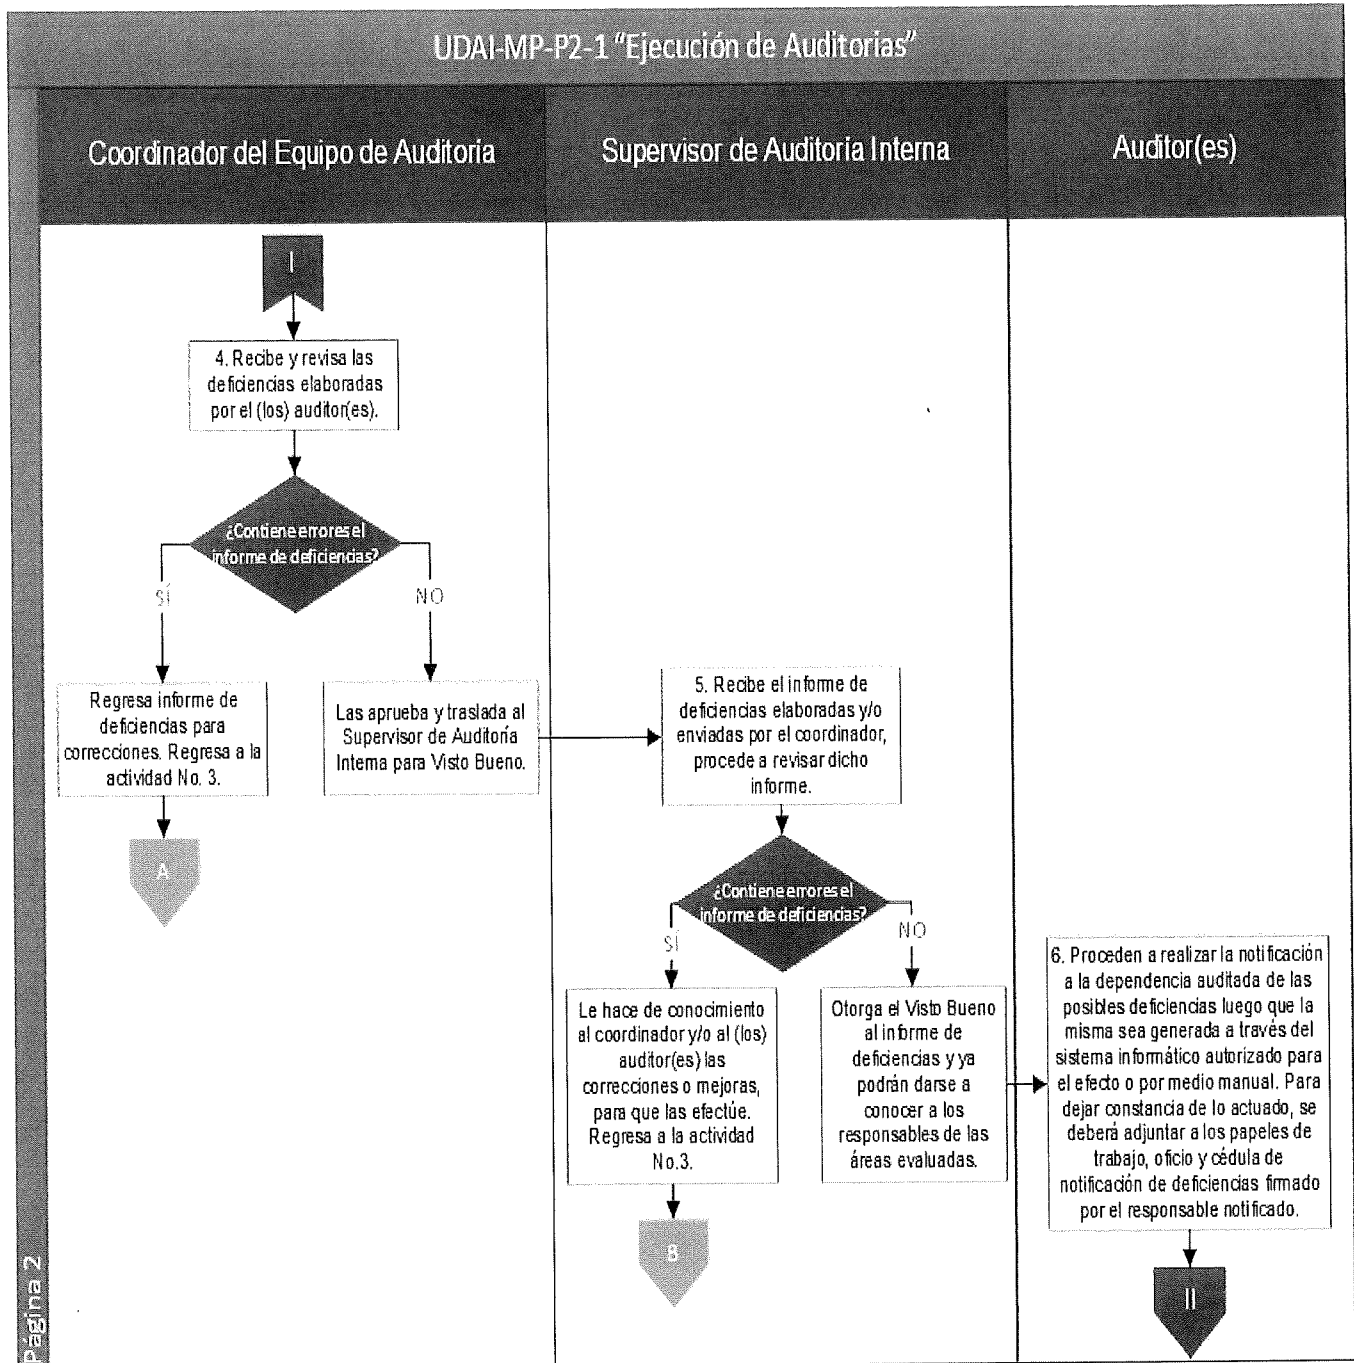 UDAI-MP-P2-1 "Ejecución de Auditorias"
Coordinador del Equipo de Auditoria
Supervisor de Auditoria Interna
Auditor(es)
I
4. Recibe y revisa las
deficiencias elaboradas
por el (los) auditor(es).
¿Contiene errores el
informe de deficiencias?
SÍ
NO
Regresa informe de
deficiencias para
correcciones. Regresa a la
actividad No. 3.
A
Las aprueba y traslada al
Supervisor de Auditoría
Interna para Visto Bueno.
5. Recibe el informe de
deficiencias elaboradas y/o
enviadas por el coordinador,
procede a revisar dicho
informe.
¿Contiene errores el
informe de deficiencias?
SÍ
NO
Le hace de conocimiento
al coordinador y/o al (los)
auditor(es) las
correcciones o mejoras,
para que las efectúe.
Regresa a la actividad
No.3.
B
Otorga el Visto Bueno
al informe de
deficiencias y ya
podrán darse a
conocer a los
responsables de las
áreas evaluadas.
6. Proceden a realizar la notificación
a la dependencia auditada de las
posibles deficiencias luego que la
misma sea generada a través del
sistema informático autorizado para
el efecto o por medio manual. Para
dejar constancia de lo actuado, se
deberá adjuntar a los papeles de
trabajo, oficio y cédula de
notificación de deficiencias firmado
por el responsable notificado.
II
Página 2